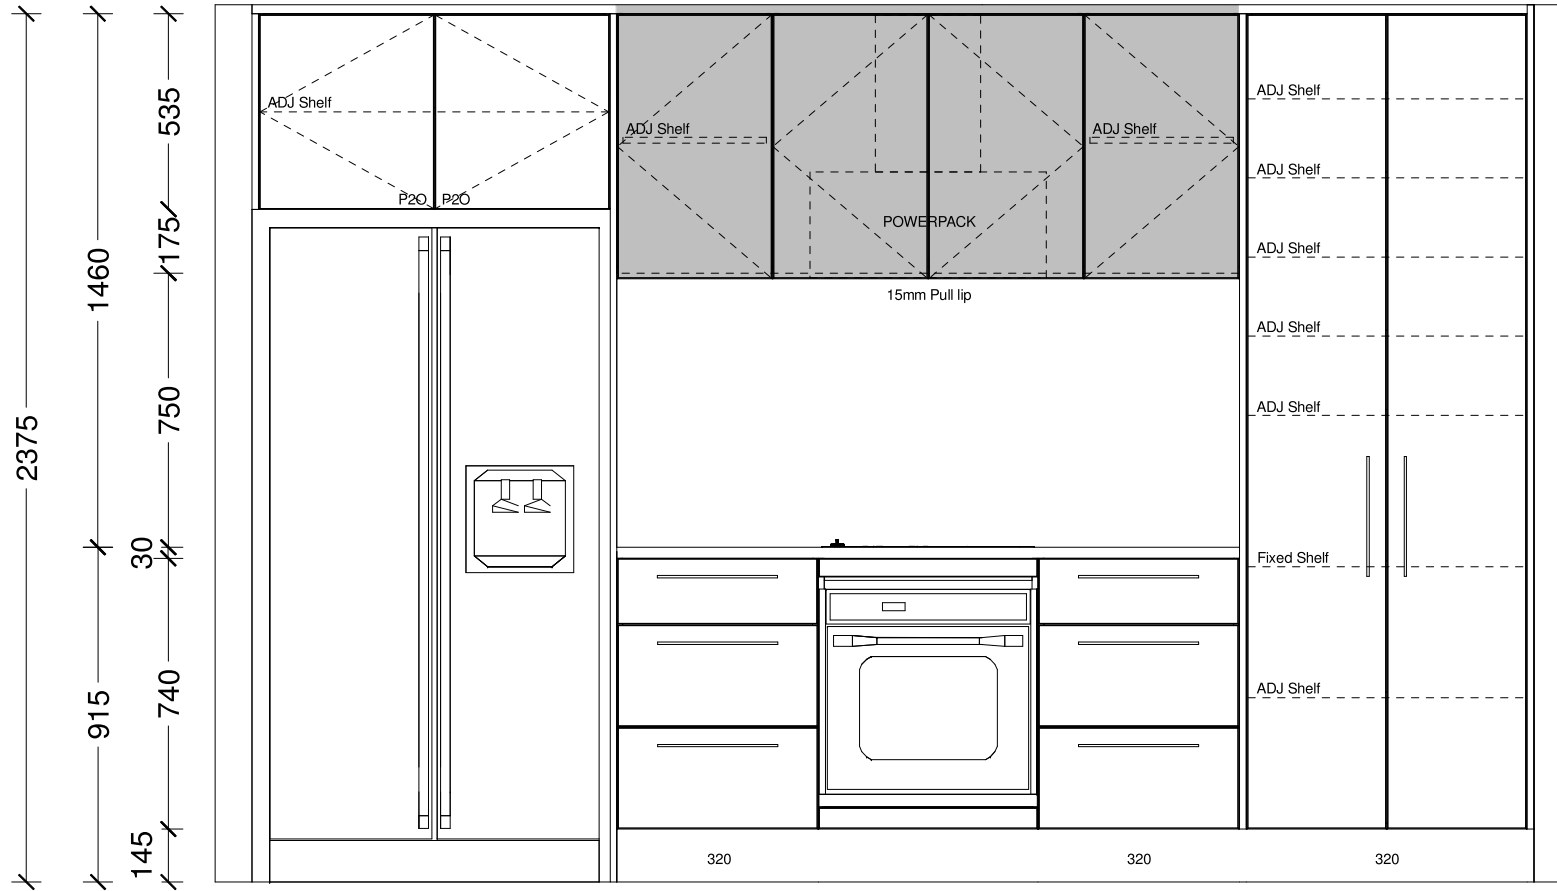 2375
1460
915
535
175
750
30
740
145
ADJ Shelf
P2O
P2O
ADJ Shelf
ADJ Shelf
POWERPACK
15mm Pull lip
ADJ Shelf
ADJ Shelf
ADJ Shelf
ADJ Shelf
ADJ Shelf
Fixed Shelf
ADJ Shelf
320
320
320